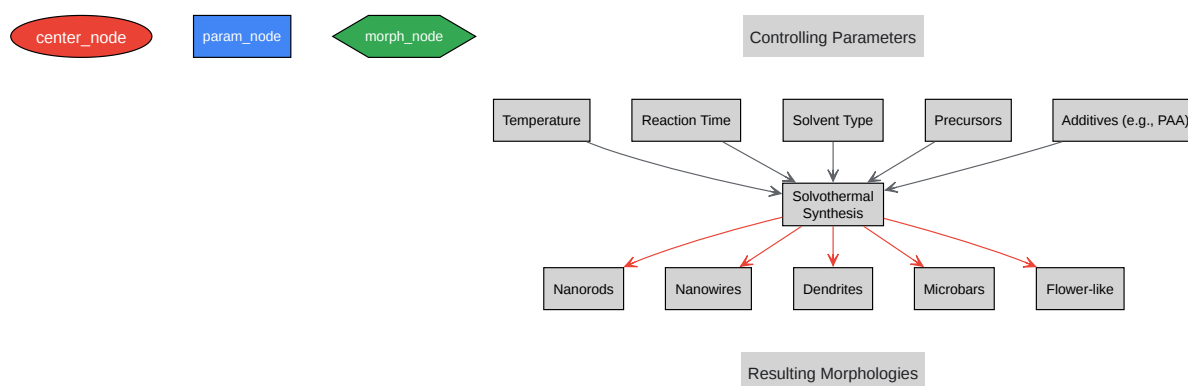 center_node
param_node
morph_node
Controlling Parameters
Temperature
Reaction Time
Solvent Type
Precursors
Additives (e.g., PAA)
Solvothermal
Synthesis
Nanorods
Nanowires
Dendrites
Microbars
Flower-like
Resulting Morphologies